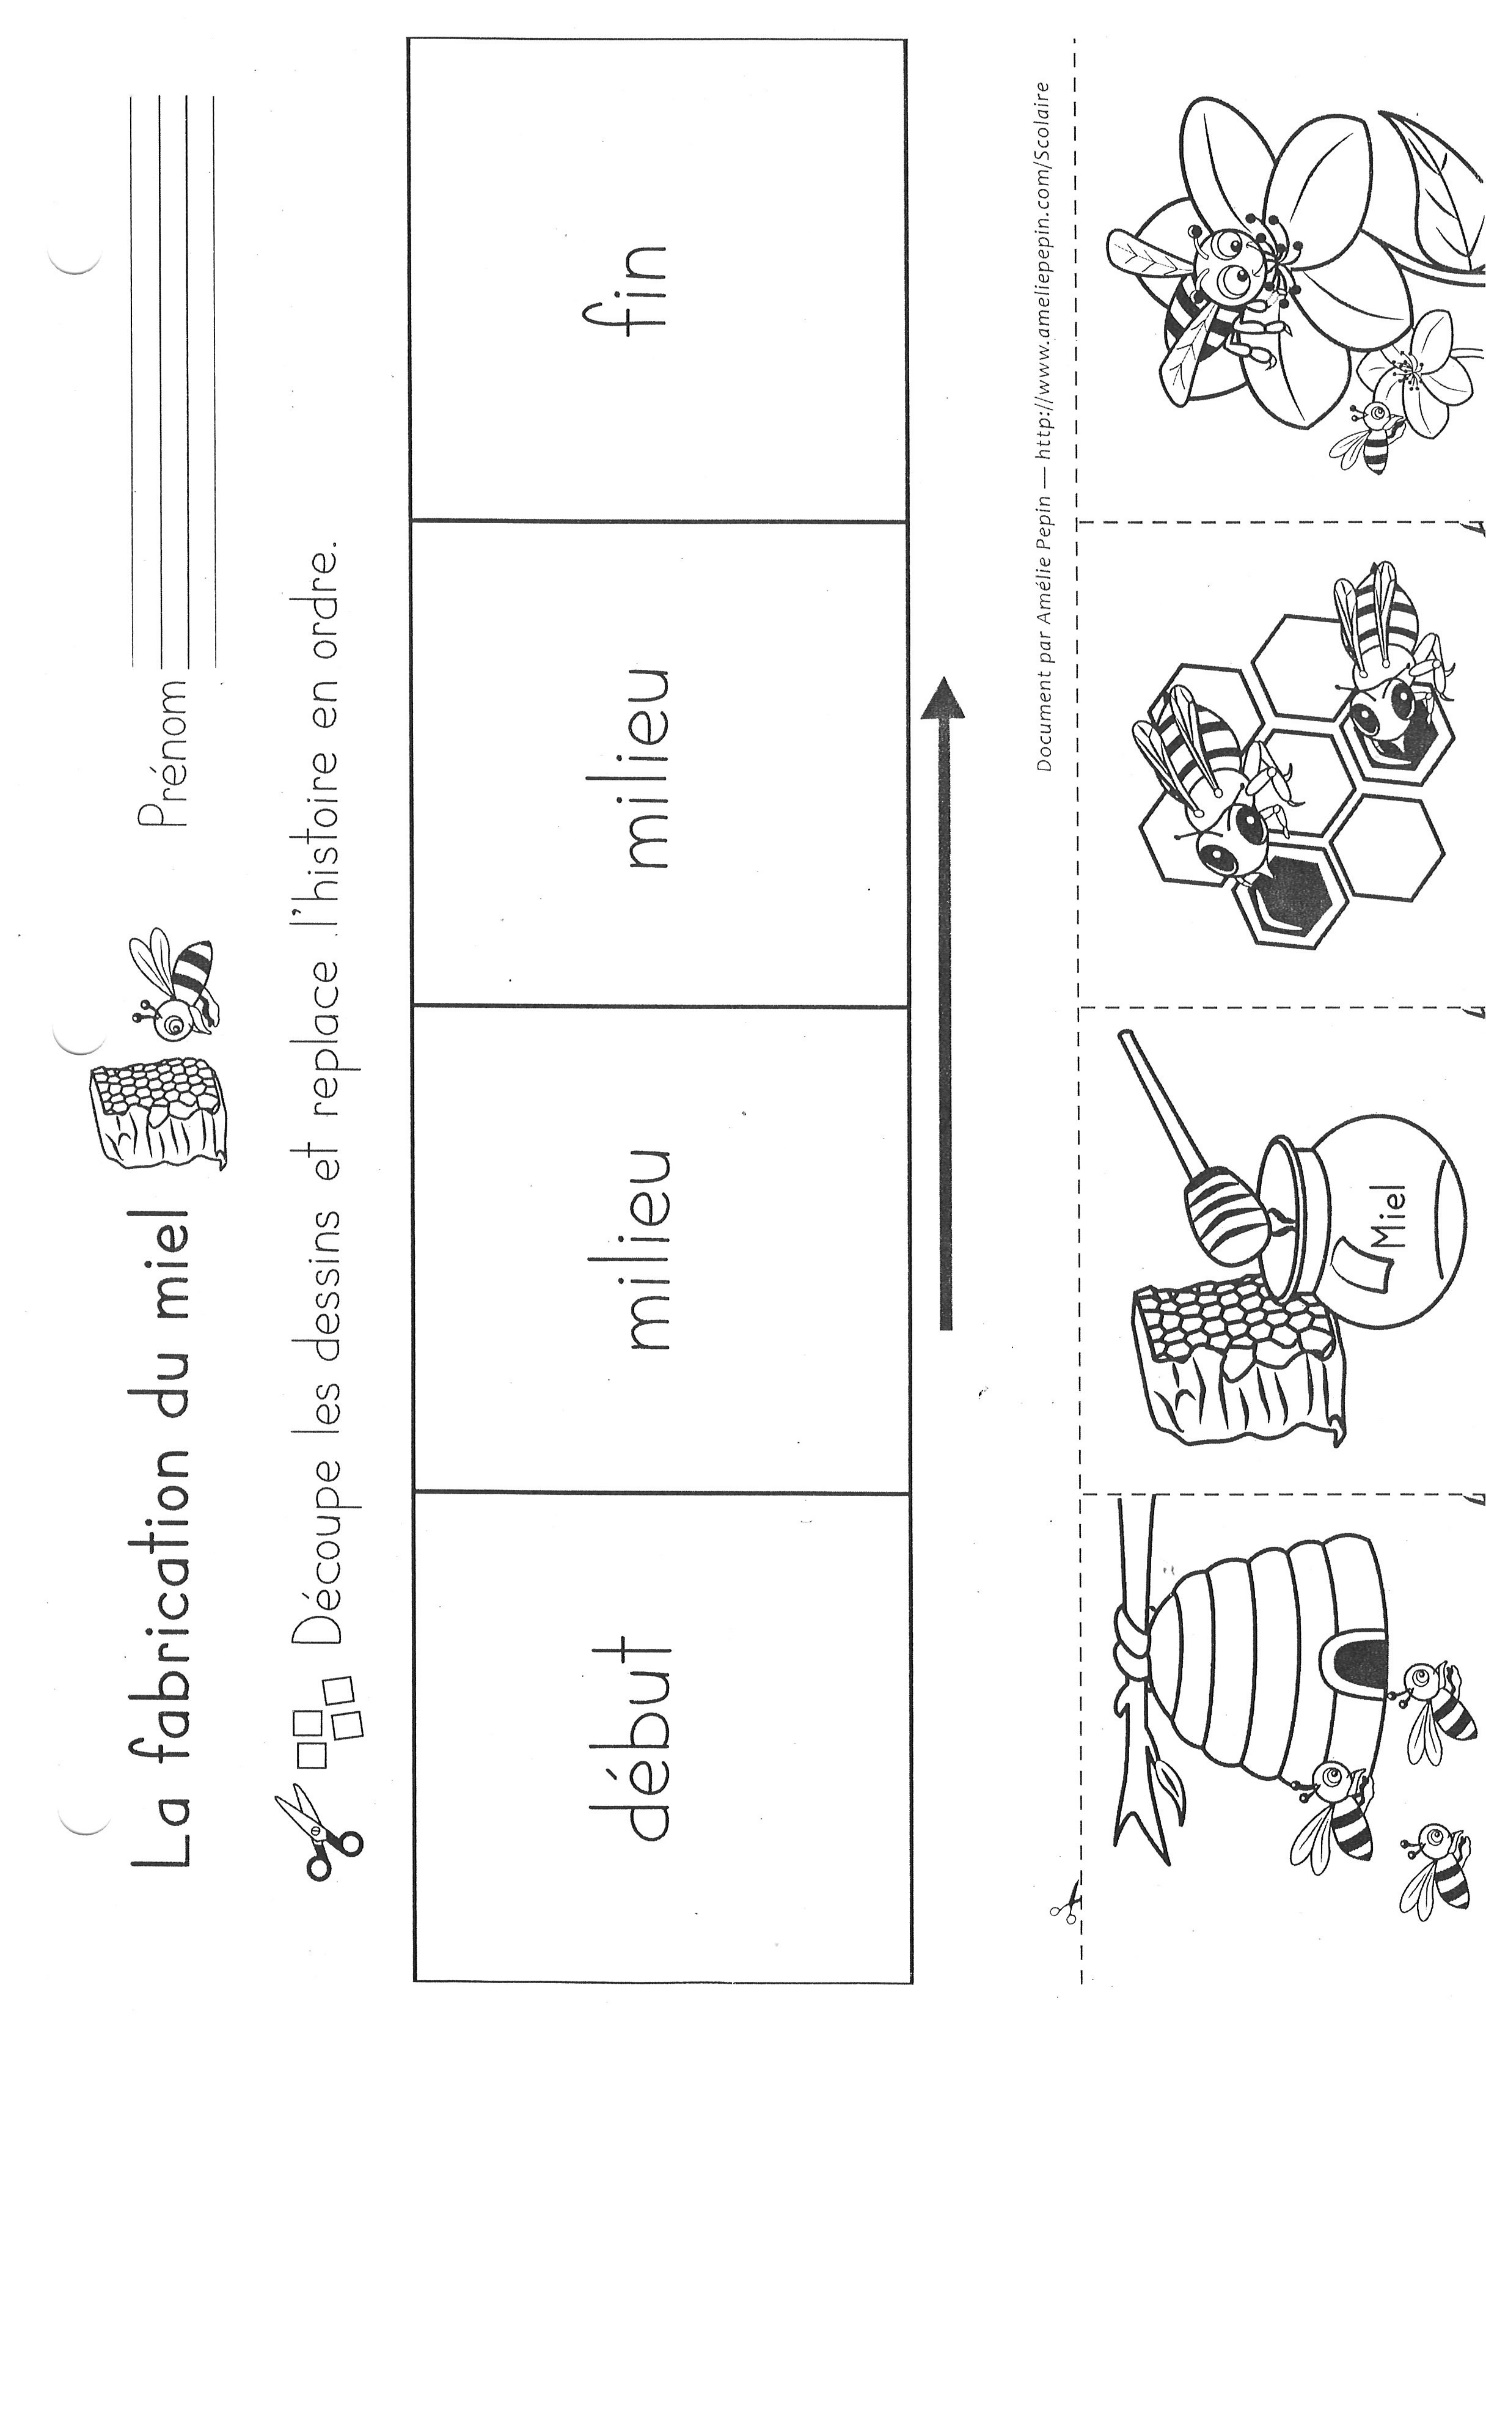 La fabrication du miel Prénom
Découpe les dessins et replace l'histoire en ordre.
début milieu milieu fin
Document par Amélie Pepin — http://www.ameliepepin.com/Scolaire
Miel